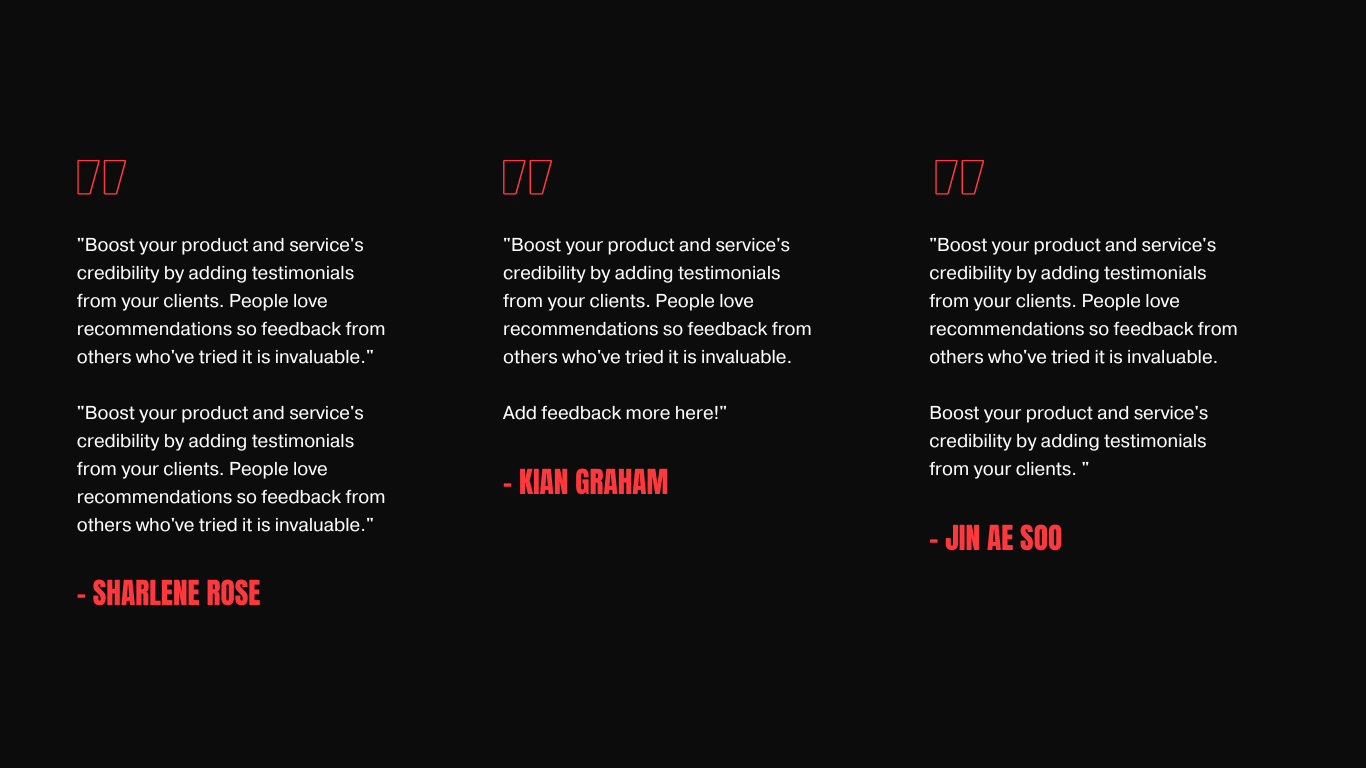 "Boost your product and service's
credibility by adding testimonials
from your clients. People love
recommendations so feedback from
others who've tried it is invaluable."
"Boost your product and service's
credibility by adding testimonials
from your clients. People love
recommendations so feedback from
others who've tried it is invaluable."
- SHARLENE ROSE
"Boost your product and service's
credibility by adding testimonials
from your clients. People love
recommendations so feedback from
others who've tried it is invaluable.
Add feedback more here!"
- KIAN GRAHAM
"Boost your product and service's
credibility by adding testimonials
from your clients. People love
recommendations so feedback from
others who've tried it is invaluable.
Boost your product and service's
credibility by adding testimonials
from your clients. "
- JIN AE SOO